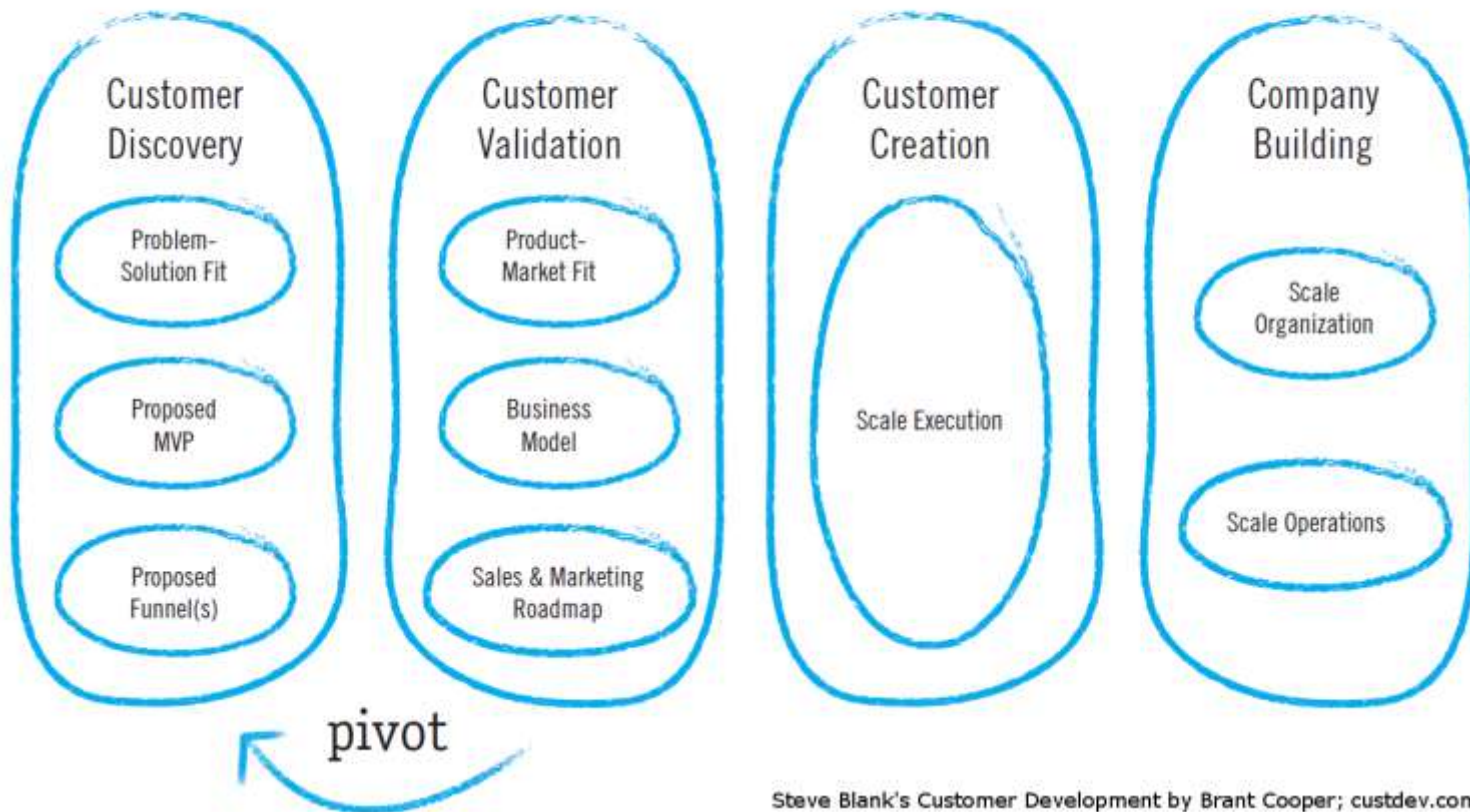 Customer
Discovery
Problem-
Solution Fit
Proposed
MVP
Proposed
Funnel(s)
Customer
Validation
Product-
Market Fit
Business
Model
Sales & Marketing
Roadmap
Customer
Creation
Scale Execution
Company
Building
Scale
Organization
Scale Operations
pivot
Steve Blank's Customer Development by Brant Cooper; custdev.com